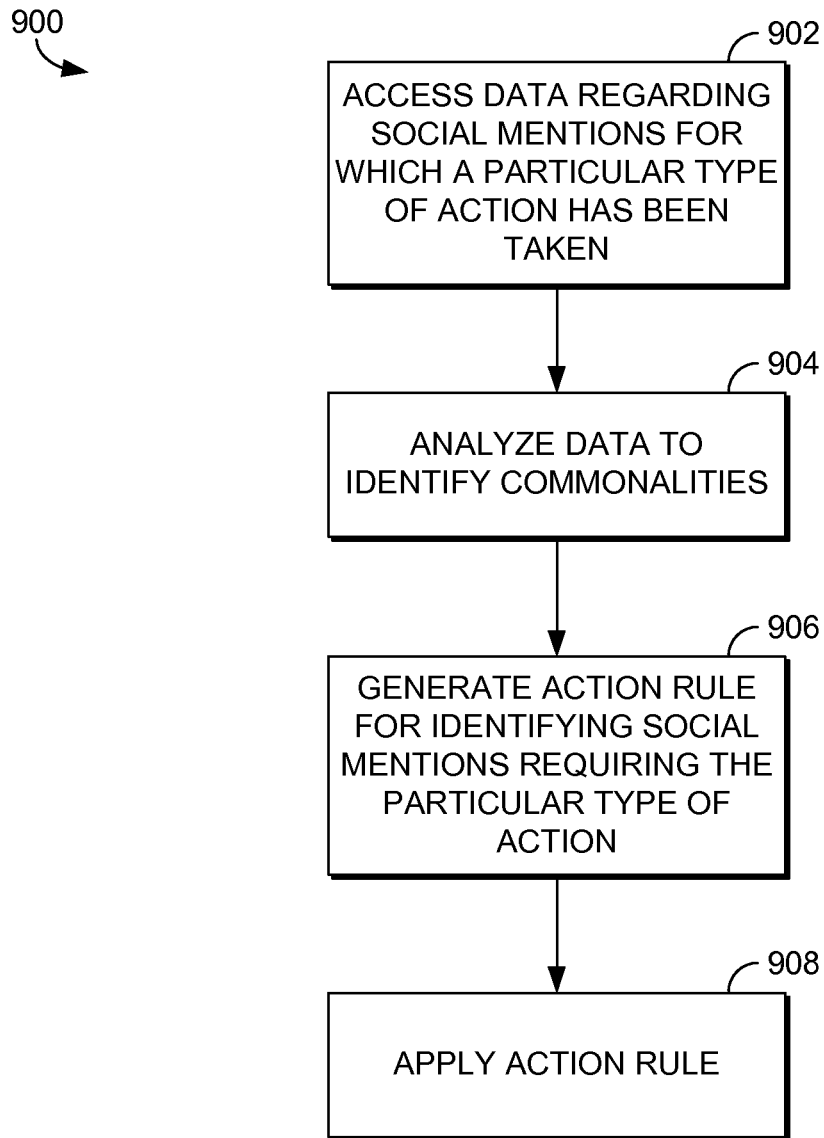 900
902
ACCESS DATA REGARDING
SOCIAL MENTIONS FOR
WHICH A PARTICULAR TYPE
OF ACTION HAS BEEN
TAKEN
904
ANALYZE DATA TO
IDENTIFY COMMONALITIES
906
GENERATE ACTION RULE
FOR IDENTIFYING SOCIAL
MENTIONS REQUIRING THE
PARTICULAR TYPE OF
ACTION
908
APPLY ACTION RULE